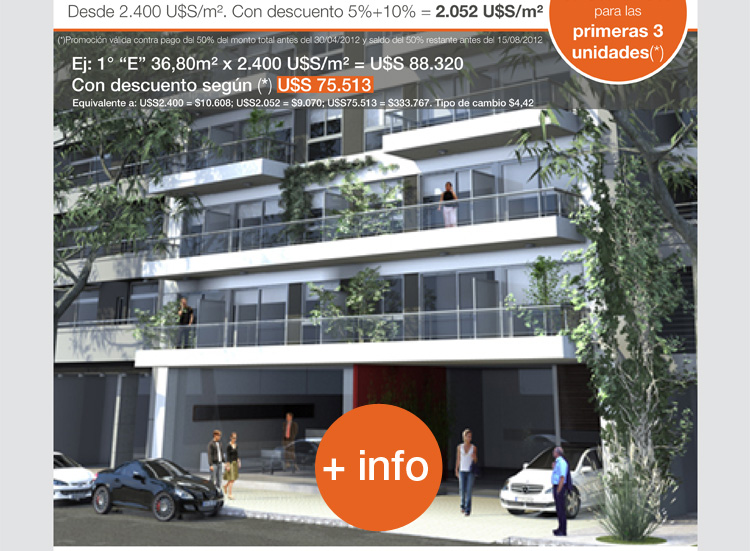 Desde 2.400 U$S/m². Con descuento 5%+10% = 2.052 U$S/m²
para las
primeras 3
unidades(*)
(*)Promoción válida contra pago del 50% del monto total antes del 30/04/2012 y saldo del 50% restante antes del 15/08/2012
Ej: 1° “E” 36,80m² x 2.400 U$S/m² = U$S 88.320
Con descuento según (*) U$S 75.513
Equivalente a: U$S2.400 = $10.608; U$S2.052 = $9.070; U$S75.513 = $333.767. Tipo de cambio $4,42
+ info